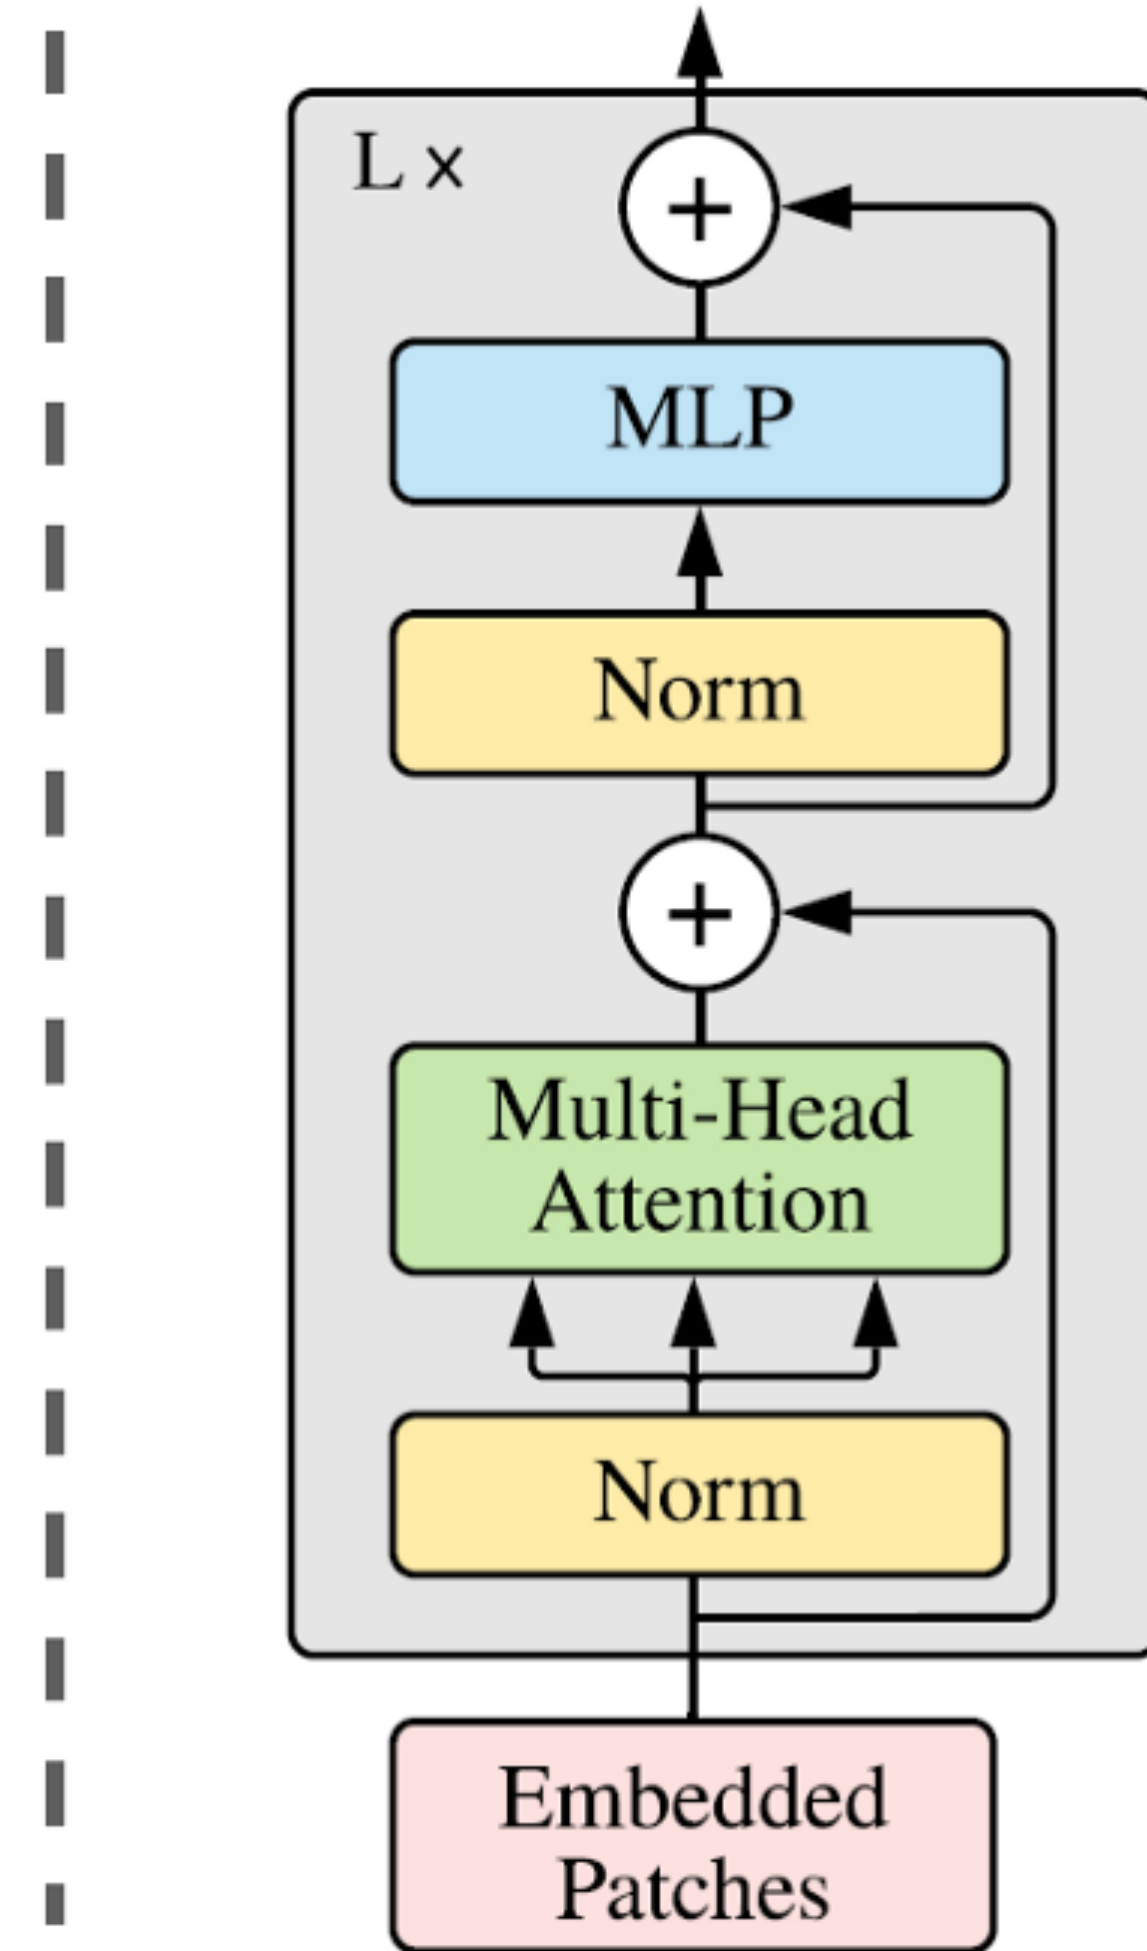 L ×
+
MLP
Norm
+
Multi-Head
Attention
Norm
Embedded
Patches